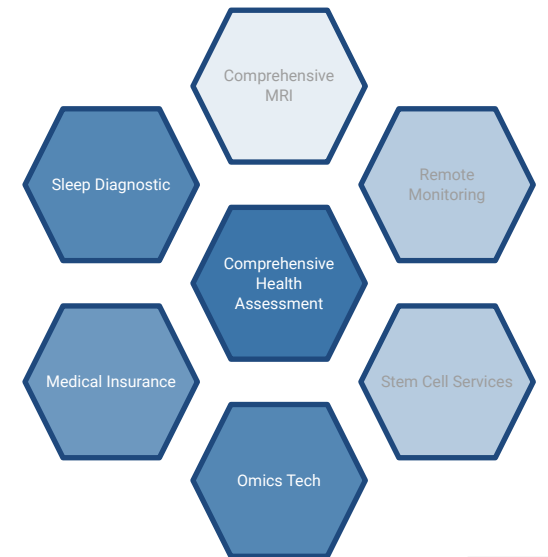 Comprehensive
MRI
Sleep Diagnostic
Remote
Monitoring
Comprehensive
Health
Assessment
Medical Insurance
Stem Cell Services
Omics Tech